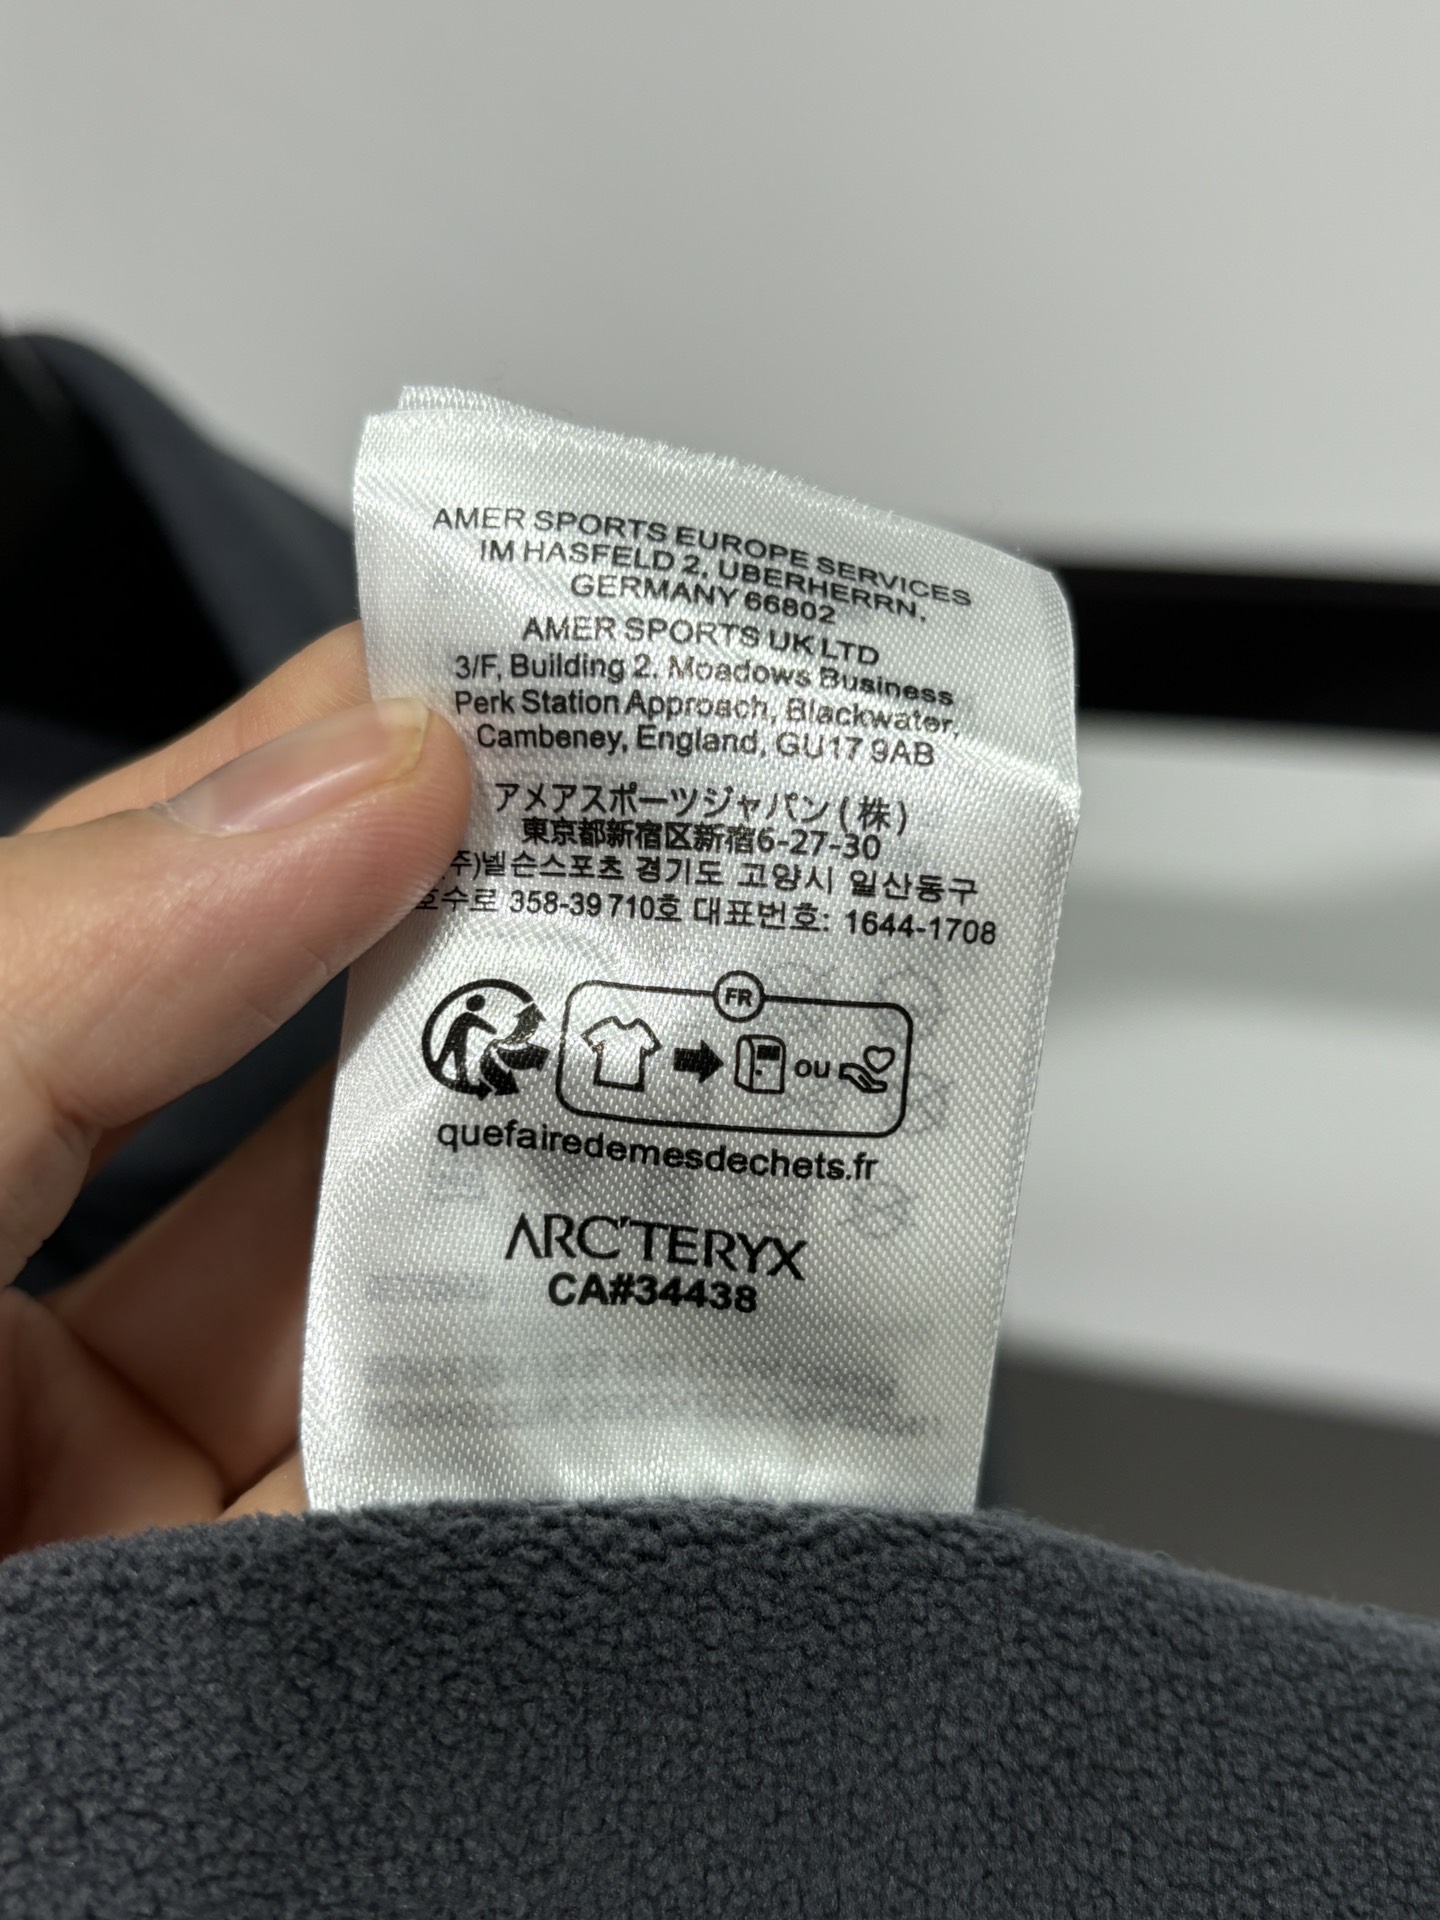 AMER SPORTS EUROPE SERVICES
IM HASFELD 2, UBERHERRN,
GERMANY 66802
AMER SPORTS UK LTD
3/F, Building 2. Moadows Business
Perk Station Approach, Blackwater,
Cambeney, England, GU17 9AB
アメアスポーツジャパン(株)
東京都新宿区新宿6-27-30
주)넬슨스포츠 경기도 고양시 일산동구
호수로 358-39 710호 대표번호: 1644-1708
FR
OU
quefairedemesdechets.fr
ARC'TERYX
CA#34438